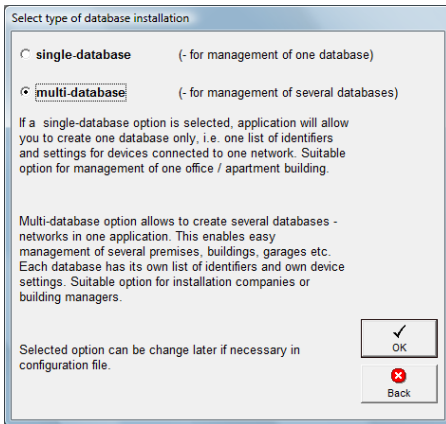 Select type of database installation
single-database (- for management of one database)
multi-database (- for management of several databases)
If a single-database option is selected, application will allow
you to create one database only, i.e. one list of identifiers
and settings for devices connected to one network. Suitable
option for management of one office / apartment building.
Multi-database option allows to create several databases -
networks in one application. This enables easy
management of several premises, buildings, garages etc.
Each database has its own list of identifiers and own device
settings. Suitable option for installation companies or
building managers.
Selected option can be change later if necessary in
configuration file.
OK
Back